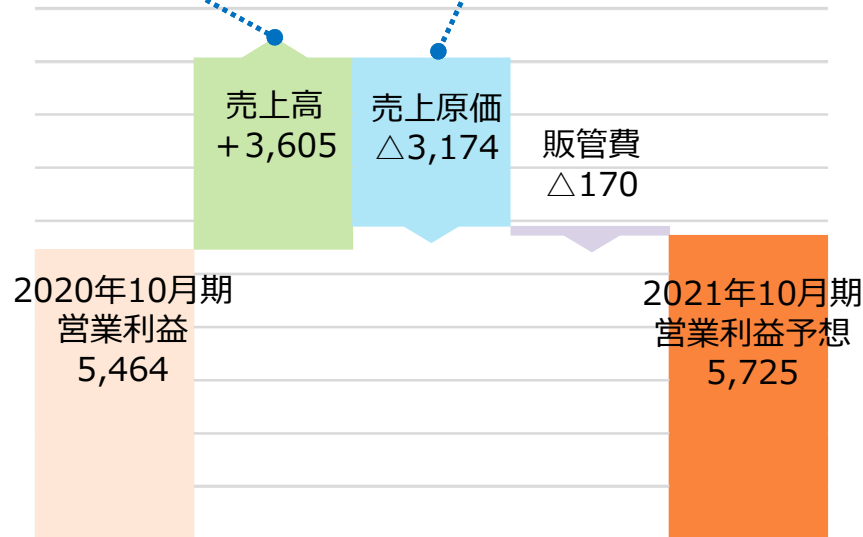 売上高
＋3,605
売上原価
△3,174
販管費
△170
2020年10月期
営業利益
5,464
2021年10月期
営業利益予想
5,725